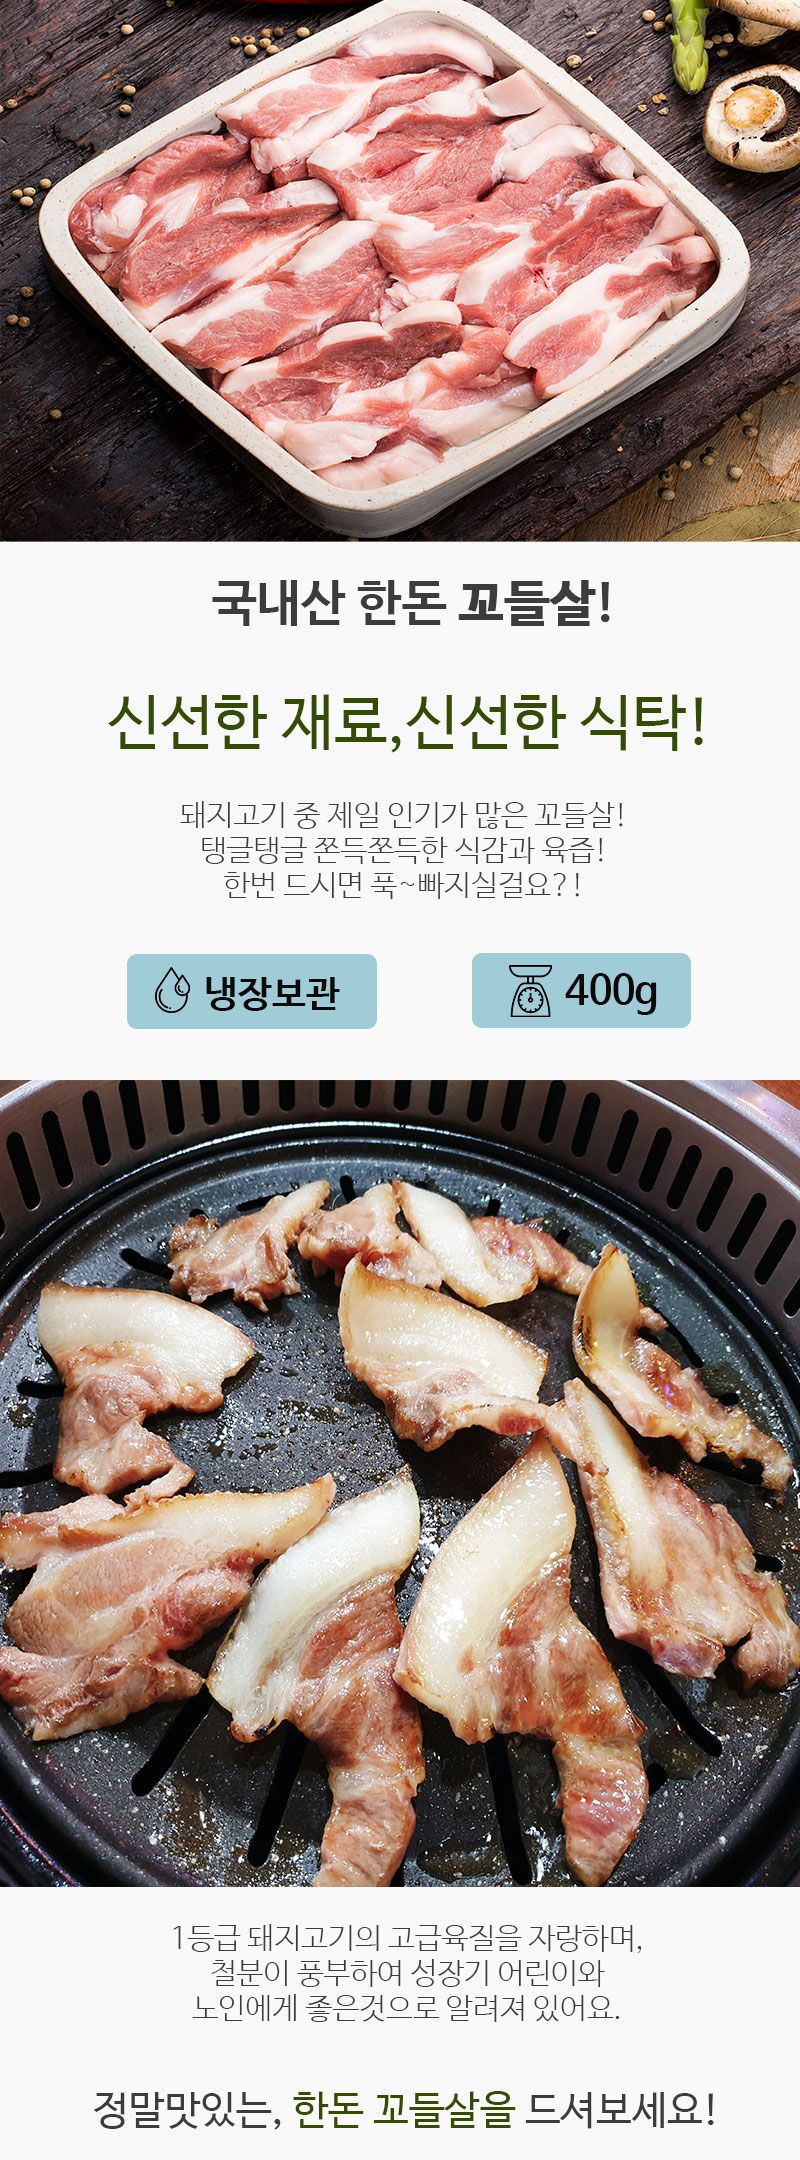 국내산 한돈 꼬들살!
신선한 재료,신선한 식탁!
돼지고기 중 제일 인기가 많은 꼬들살!
탱글탱글 쫀득쫀득한 식감과 육즙!
한번 드시면 푹~빠지실걸요?!
냉장보관
400g
1등급 돼지고기의 고급육질을 자랑하며,
철분이 풍부하여 성장기 어린이와
노인에게 좋은것으로 알려져 있어요.
정말맛있는, 한돈 꼬들살을 드셔보세요!